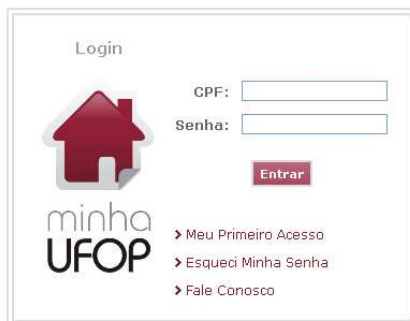 Login
CPF:
Senha:
Entrar
minha
UFOP
Meu Primeiro Acesso
Esqueci Minha Senha
Fale Conosco